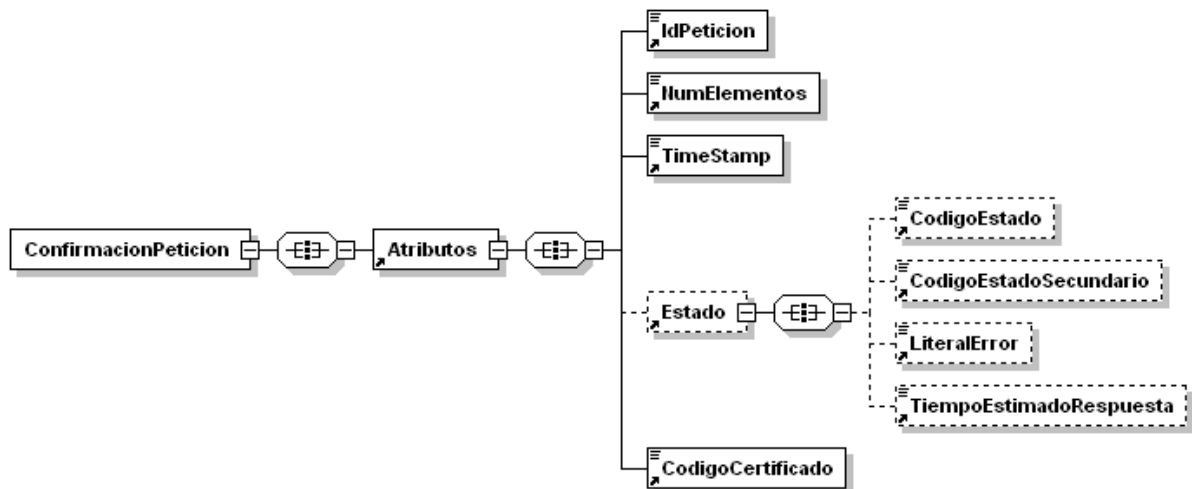 IdPeticion
NumElementos
TimeStamp
ConfirmacionPeticion
Atributos
Estado
CodigoEstado
CodigoEstadoSecundario
LiteralError
TiempoEstimadoRespuesta
CodigoCertificado